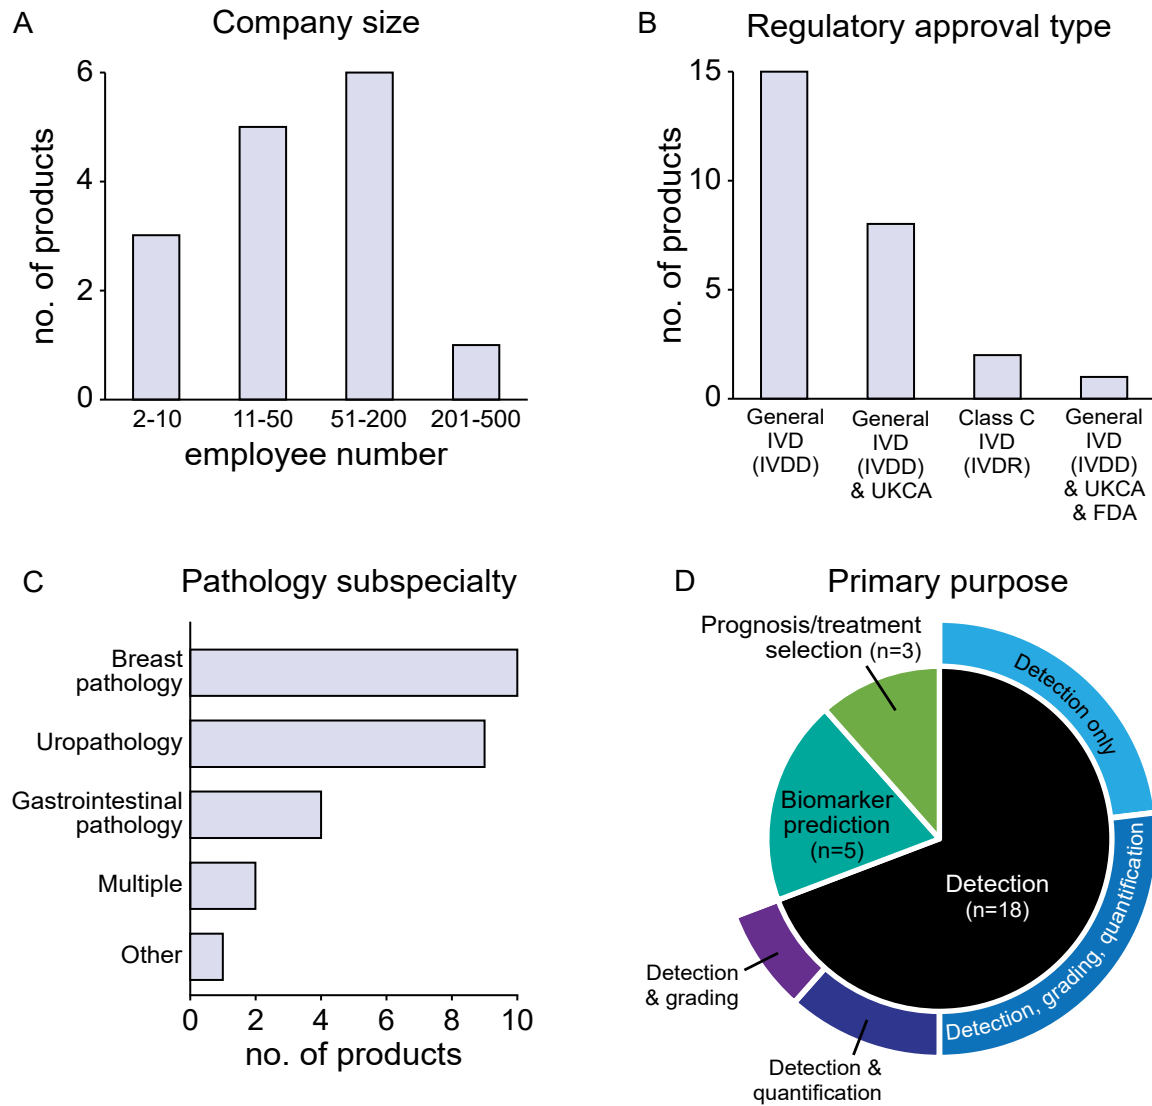 A
Company size
no. of products
6
4
2
0
2-10
11-50
51-200
201-500
employee number
B
Regulatory approval type
no. of products
15
10
5
0
General
IVD
(IVDD)
General
IVD
(IVDD)
& UKCA
Class C
IVD
(IVDR)
General
IVD
(IVDD)
& UKCA
& FDA
C
Pathology subspecialty
Breast
pathology
Uropathology
Gastrointestinal
pathology
Multiple
Other
0
2
4
6
8
10
no. of products
D
Primary purpose
Prognosis/treatment
selection (n=3)
Detection only
Biomarker
prediction
(n=5)
Detection
(n=18)
Detection, grading, quantification
Detection
& grading
Detection &
quantification